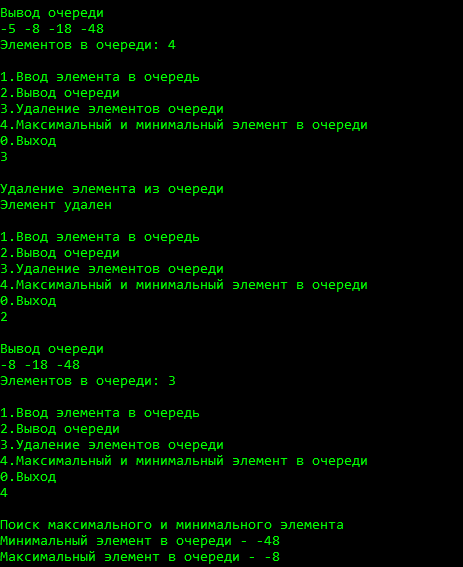 Вывод очереди
-5 -8 -18 -48
Элементов в очереди: 4
1.Ввод элемента в очередь
2.Вывод очереди
3.Удаление элементов очереди
4.Максимальный и минимальный элемент в очереди
0.Выход
3
Удаление элемента из очереди
Элемент удален
1.Ввод элемента в очередь
2.Вывод очереди
3.Удаление элементов очереди
4.Максимальный и минимальный элемент в очереди
0.Выход
2
Вывод очереди
-8 -18 -48
Элементов в очереди: 3
1.Ввод элемента в очередь
2.Вывод очереди
3.Удаление элементов очереди
4.Максимальный и минимальный элемент в очереди
0.Выход
4
Поиск максимального и минимального элемента
Минимальный элемент в очереди - -48
Максимальный элемент в очереди - -8